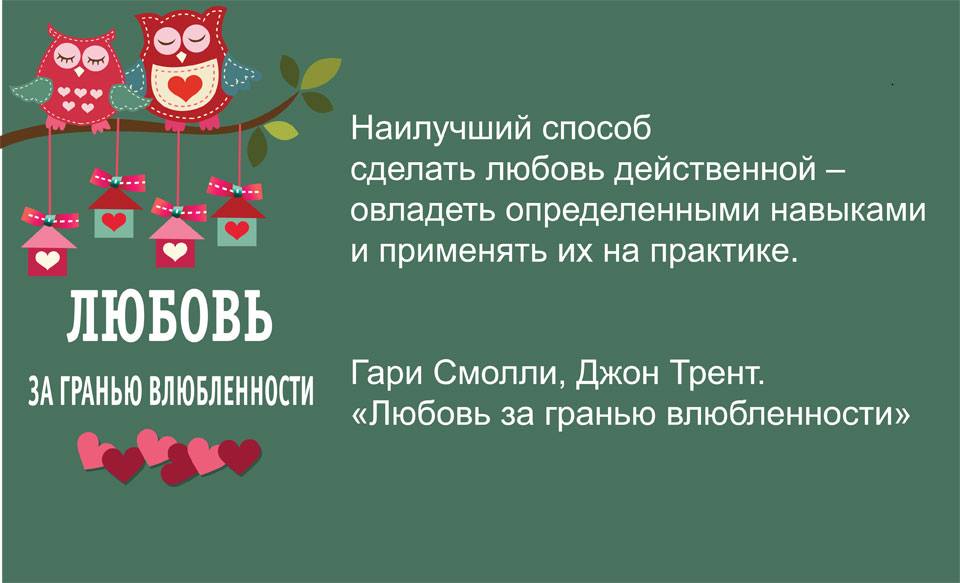 Наилучший способ
сделать любовь действенной –
овладеть определенными навыками
и применять их на практике.
Гари Смолли, Джон Трент.
«Любовь за гранью влюбленности»
ЛЮБОВЬ
ЗА ГРАНЬЮ ВЛЮБЛЕННОСТИ